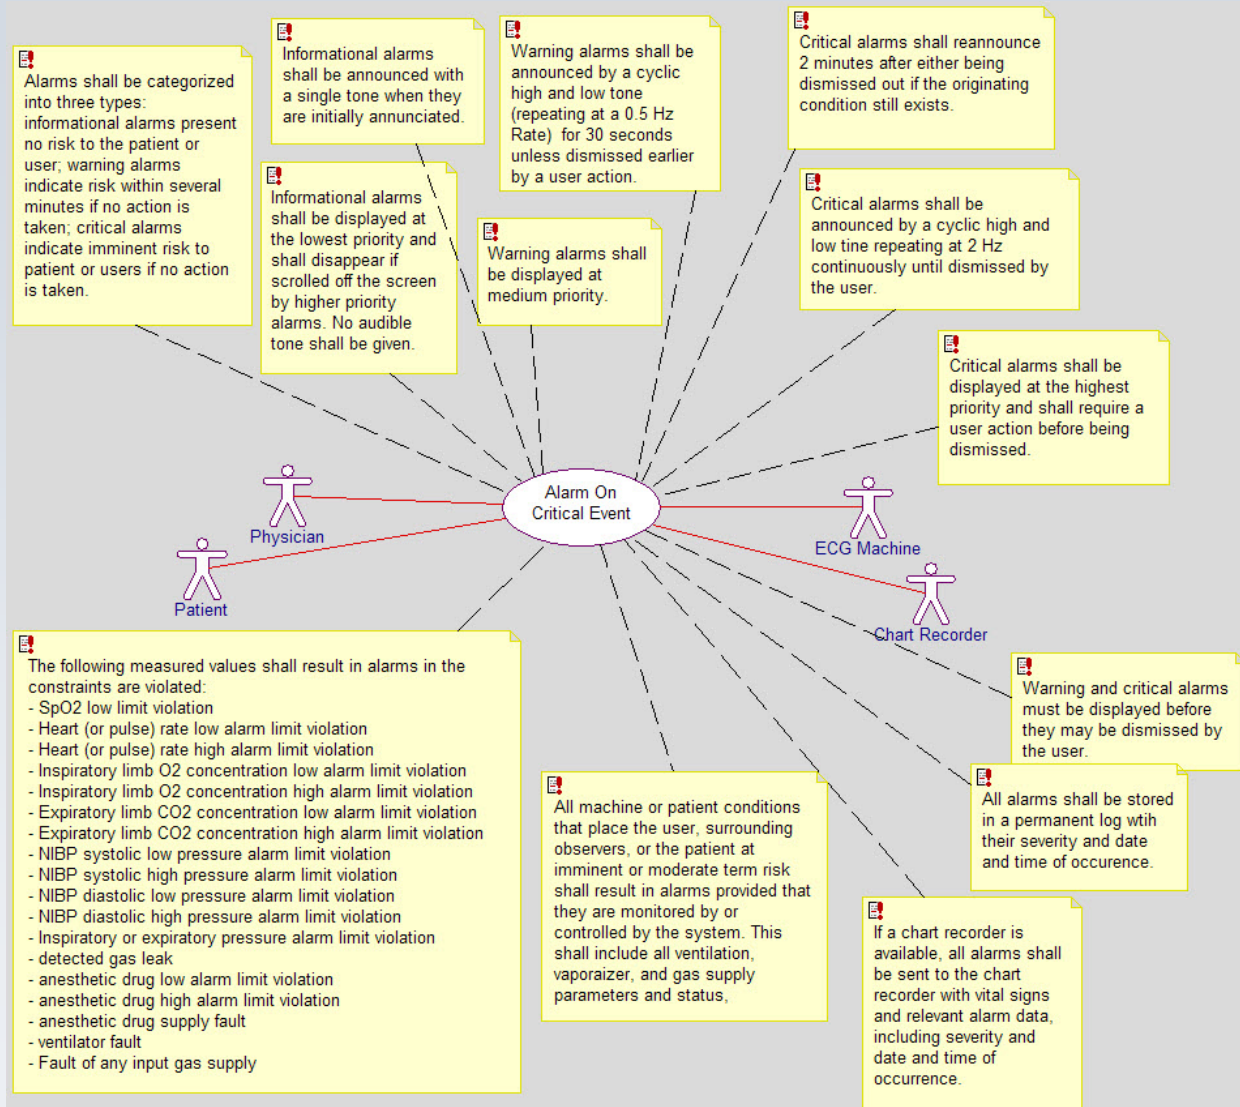 Alarms shall be categorized
into three types:
informational alarms present
no risk to the patient or
user; warning alarms
indicate risk within several
minutes if no action is
taken; critical alarms
indicate imminent risk to
patient or users if no action
is taken.
Informational alarms
shall be announced with
a single tone when they
are initially annunciated.
Informational alarms
shall be displayed at
the lowest priority and
shall disappear if
scrolled off the screen
by higher priority
alarms. No audible
tone shall be given.
Warning alarms shall be
announced by a cyclic
high and low tone
(repeating at a 0.5 Hz
Rate) for 30 seconds
unless dismissed earlier
by a user action.
Warning alarms shall
be displayed at
medium priority.
Critical alarms shall reannounce
2 minutes after either being
dismissed out if the originating
condition still exists.
Critical alarms shall be
announced by a cyclic high and
low tine repeating at 2 Hz
continuously until dismissed by
the user.
Critical alarms shall be
displayed at the highest
priority and shall require a
user action before being
dismissed.
Alarm On
Critical Event
Physician
Patient
ECG Machine
Chart Recorder
The following measured values shall result in alarms in the
constraints are violated:
- SpO2 low limit violation
- Heart (or pulse) rate low alarm limit violation
- Heart (or pulse) rate high alarm limit violation
- Inspiratory limb O2 concentration low alarm limit violation
- Inspiratory limb O2 concentration high alarm limit violation
- Expiratory limb CO2 concentration low alarm limit violation
- Expiratory limb CO2 concentration high alarm limit violation
- NIBP systolic low pressure alarm limit violation
- NIBP systolic high pressure alarm limit violation
- NIBP diastolic low pressure alarm limit violation
- NIBP diastolic high pressure alarm limit violation
- Inspiratory or expiratory pressure alarm limit violation
- detected gas leak
- anesthetic drug low alarm limit violation
- anesthetic drug high alarm limit violation
- anesthetic drug supply fault
- ventilator fault
- Fault of any input gas supply
All machine or patient conditions
that place the user, surrounding
observers, or the patient at
imminent or moderate term risk
shall result in alarms provided that
they are monitored by or
controlled by the system. This
shall include all ventilation,
vaporaizer, and gas supply
parameters and status,
Warning and critical alarms
must be displayed before
they may be dismissed by
the user.
All alarms shall be stored
in a permanent log wtih
their severity and date
and time of occurence.
If a chart recorder is
available, all alarms shall
be sent to the chart
recorder with vital signs
and relevant alarm data,
including severity and
date and time of
occurrence.